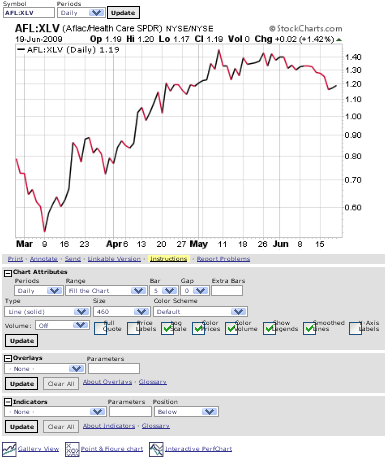 Symbol Periods
AFL:XLV Daily Update
AFL:XLV (Aflac/Health Care SPDR) NYSE/NYSE © StockCharts.com
19-Jun-2009 Op 1.19 Hi 1.20 Lo 1.17 Cl 1.19 Vol 0 Chg +0.02 (+1.42%)
AFL:XLV (Daily) 1.19
1.40
1.30
1.20
1.10
1.00
0.90
0.80
0.70
0.60
Mar 9 16 23 Apr 6 13 20 27 May 11 18 26 Jun 8 15
Print · Annotate · Send · Linkable Version · Instructions · Report Problems
Chart Attributes
Periods Range Bar Gap Extra Bars
Daily Fill the Chart 5 0
Type Size Color Scheme
Line (solid) 460 Default
Volume: Off Full Quote Price Labels Log Scale Color Prices Color Volume Show Legends Smoothed Lines Y-Axis Labels
Update
Overlays
- None - Parameters
Update Clear All About Overlays · Glossary
Indicators
- None - Parameters Position
Below
Update Clear All About Indicators · Glossary
Gallery View Point & Figure chart Interactive PerfChart